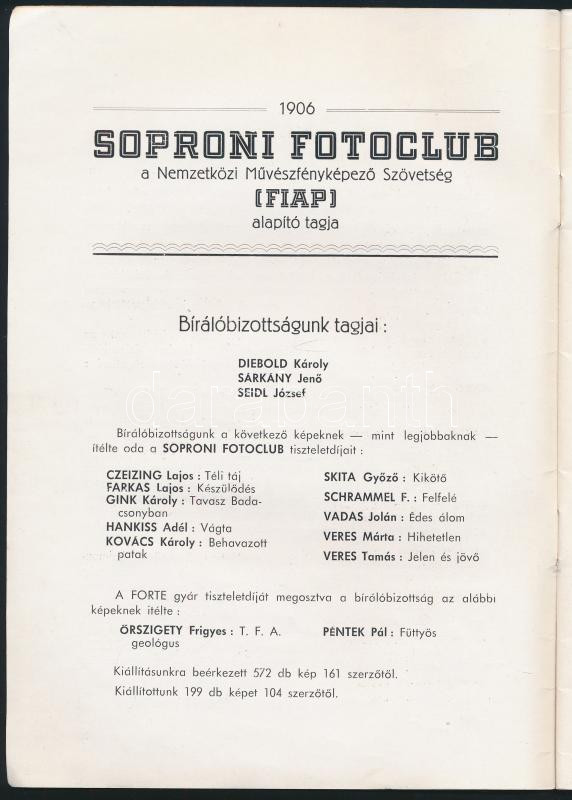 1906
SOPRONI FOTOCLUB
a Nemzetközi Művészfényképező Szövetség
(FIAP)
alapító tagja
Bírálóbizottságunk tagjai :
DIEBOLD Károly
SÁRKÁNY Jenő
SEIDL József
darabanth
Bírálóbizottságunk a következő képeknek — mint legjobbaknak —
ítélte oda a SOPRONI FOTOCLUB tiszteletdíjait :
CZEIZING Lajos : Téli táj
FARKAS Lajos : Készülődés
GINK Károly : Tavasz Bada-
csonyban
HANKISS Adél : Vágta
KOVÁCS Károly : Behavazott
patak
SKITA Győző : Kikötő
SCHRAMMEL F. : Felfelé
VADAS Jolán : Édes álom
VERES Márta : Hihetetlen
VERES Tamás : Jelen és jövő
A FORTE gyár tiszteletdíját megosztva a bírólóbizottság az alábbi
képeknek itélte :
ŐRSZIGETY Frigyes : T. F. A.
geológus
PÉNTEK Pál : Füttyös
Kiállításunkra beérkezett 572 db kép 161 szerzőtől.
Kiállítottunk 199 db képet 104 szerzőtől.